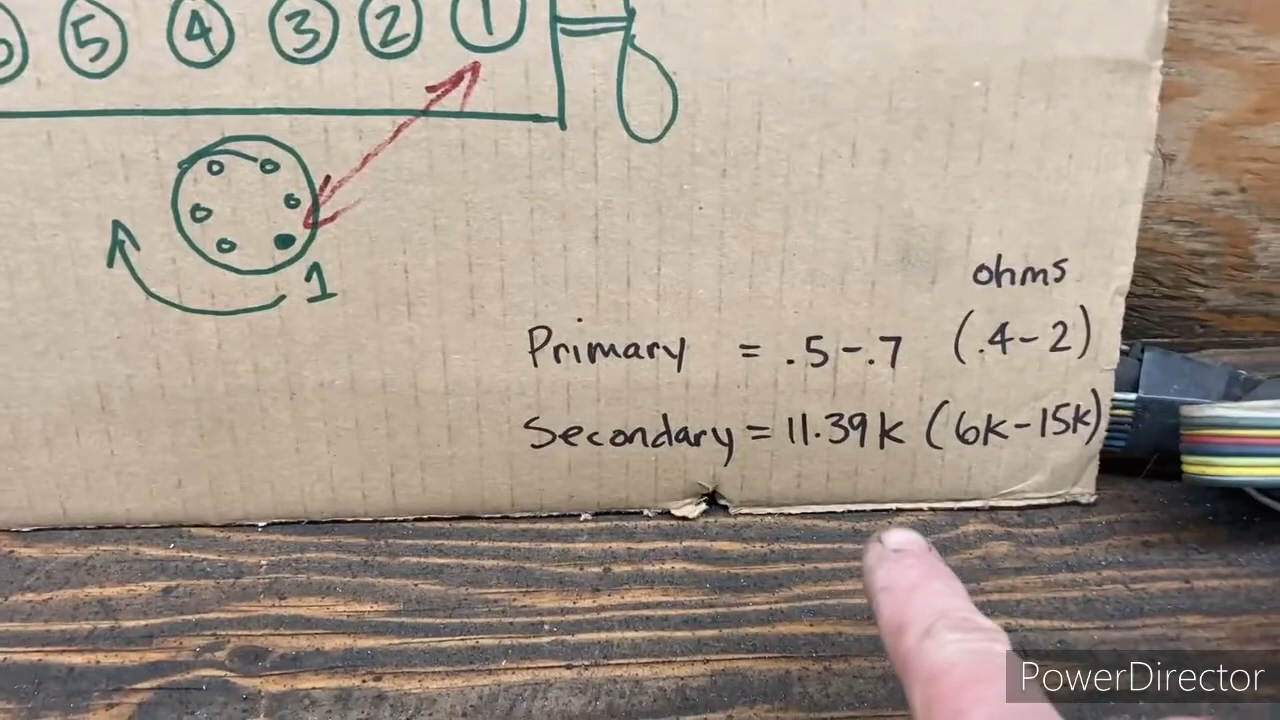 5 4 3 2 1
1
ohms
Primary = .5-.7 (.4-2)
Secondary = 11.39k (6k-15k)
PowerDirector